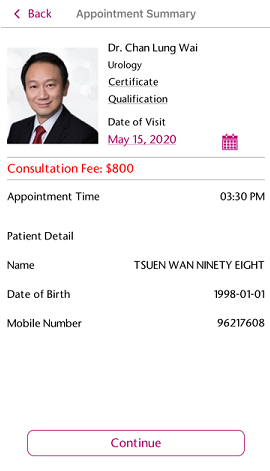 Back
Appointment Summary
Dr. Chan Lung Wai
Urology
Certificate
Qualification
Date of Visit
May 15, 2020
Consultation Fee: $800
Appointment Time 03:30 PM
Patient Detail
Name TSUEN WAN NINETY EIGHT
Date of Birth 1998-01-01
Mobile Number 96217608
Continue